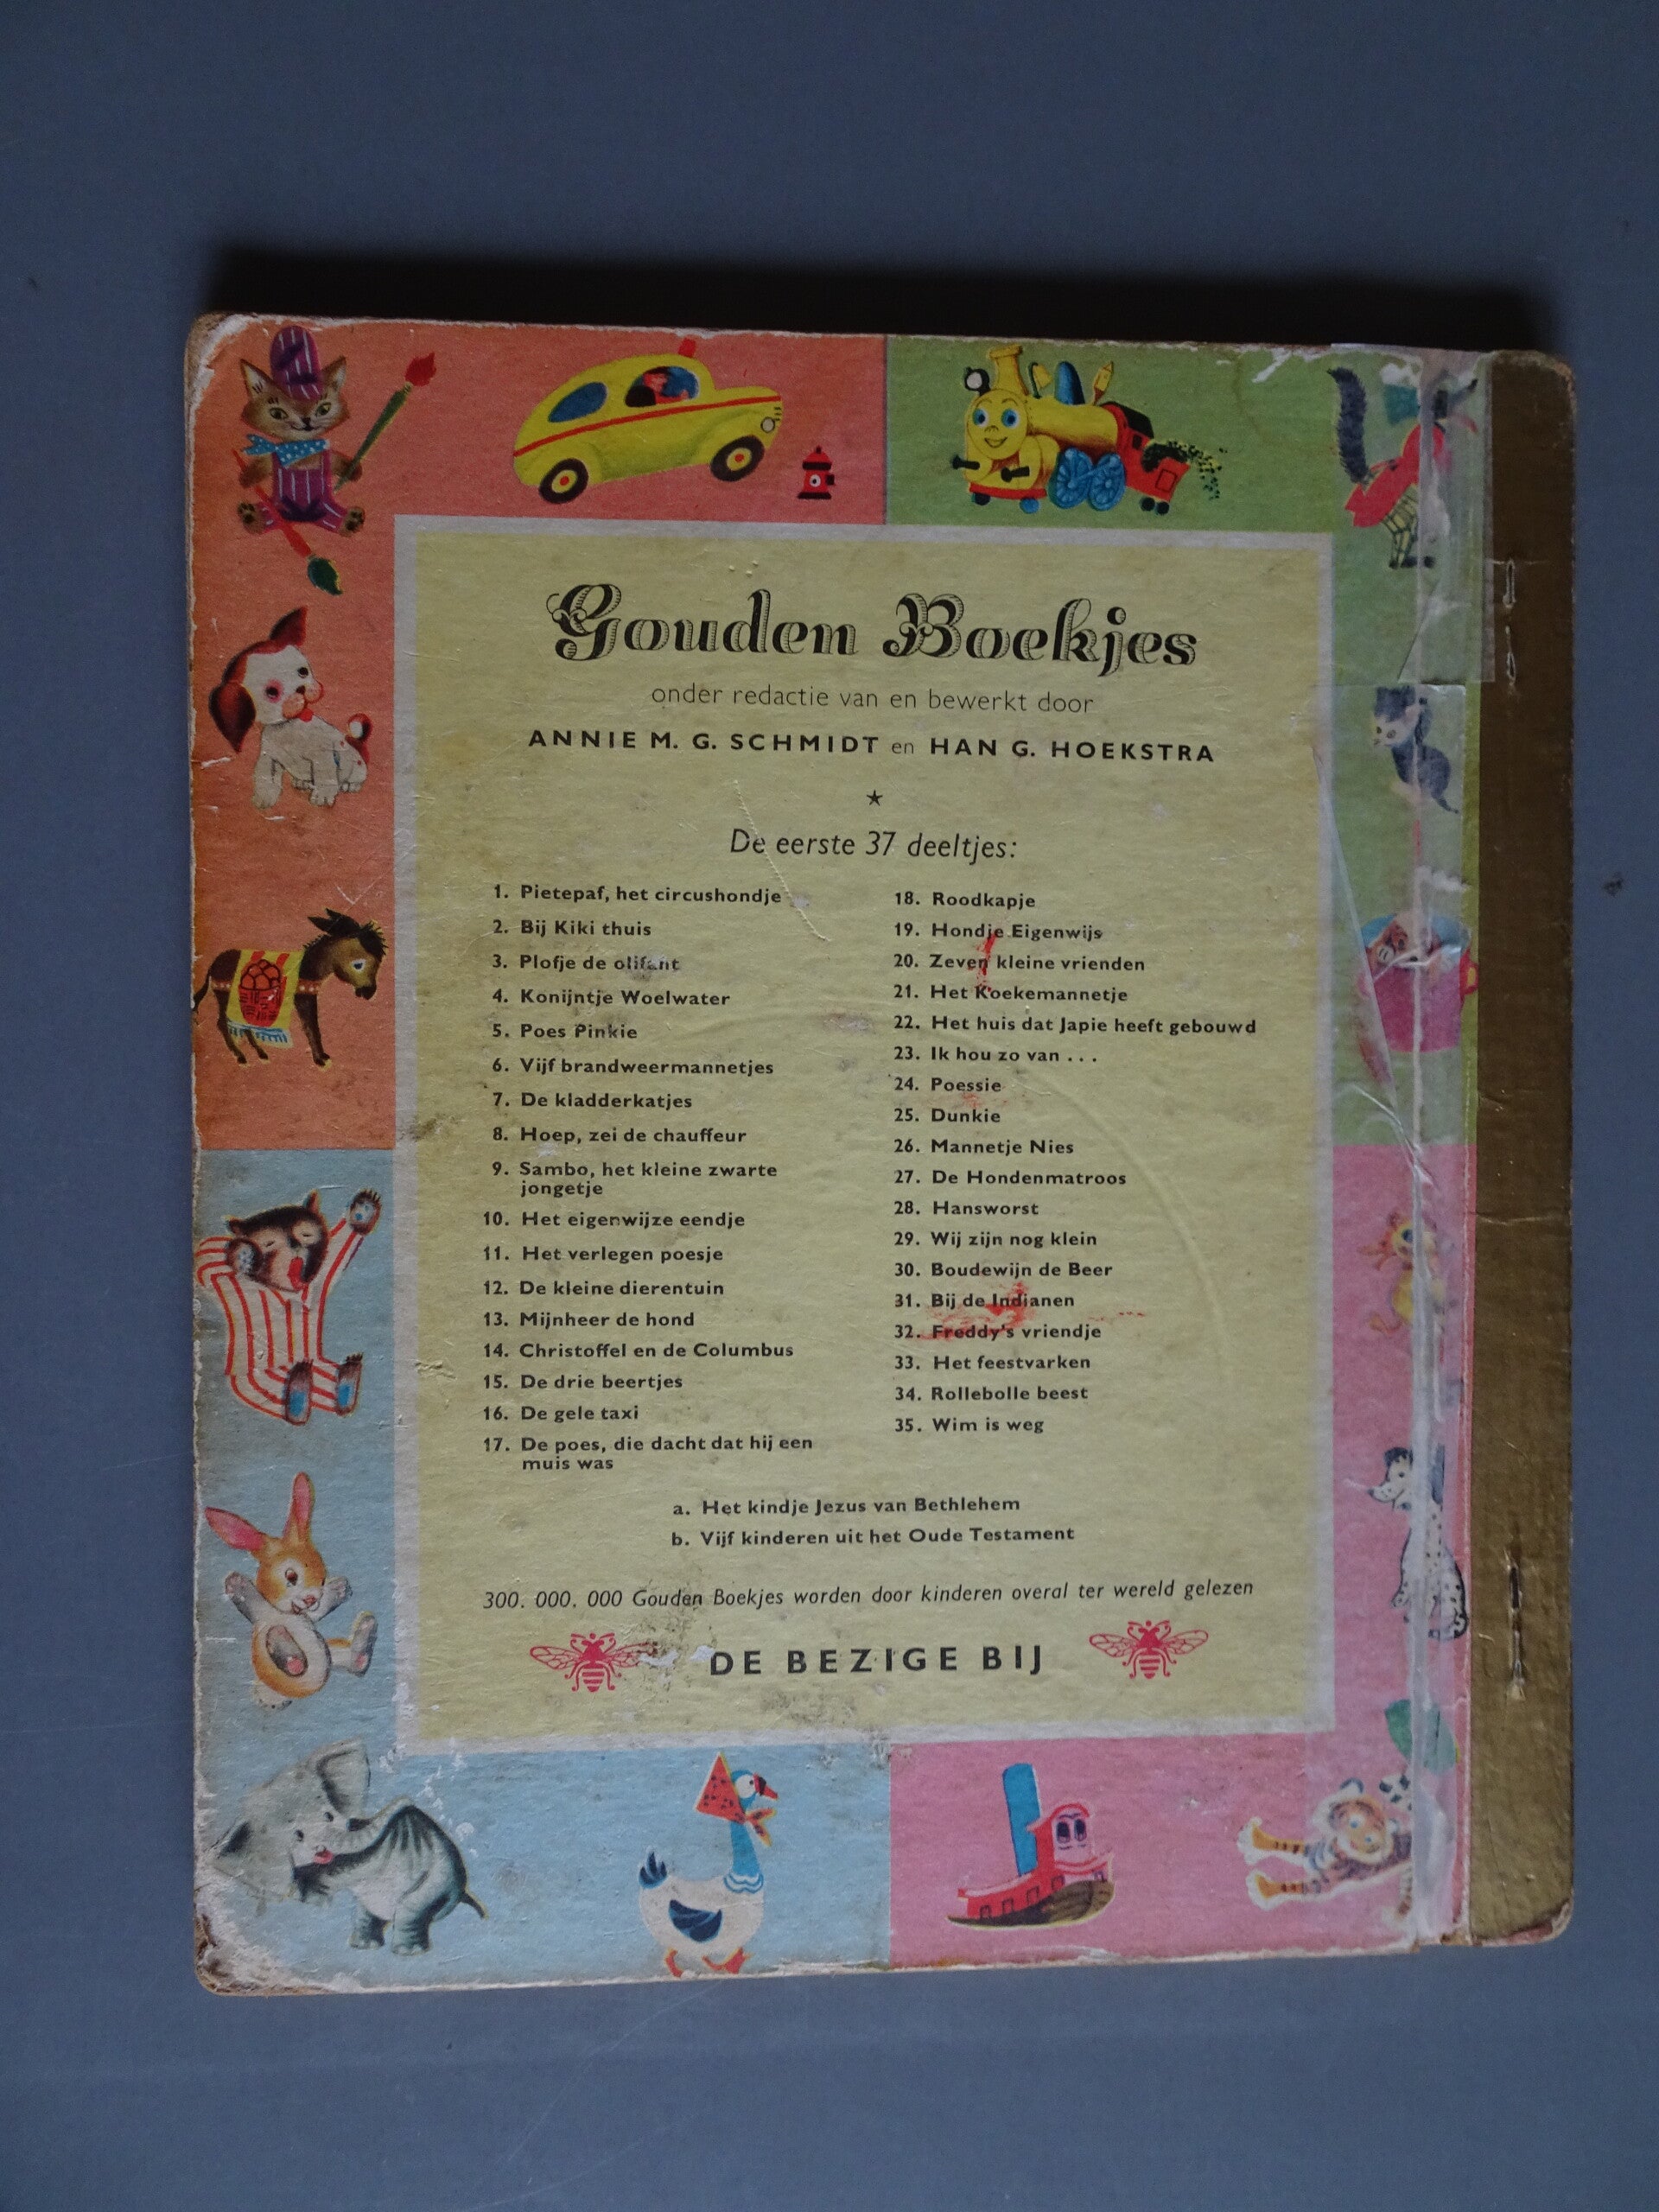 Gouden Boekjes
onder redactie van en bewerkt door
ANNIE M. G. SCHMIDT en HAN G. HOEKSTRA
★
De eerste 37 deeltjes:
1. Pietepaf, het circushondje
2. Bij Kiki thuis
3. Plofje de olifant
4. Konijntje Woelwater
5. Poes Pinkie
6. Vijf brandweermannetjes
7. De kladderkatjes
8. Hoep, zei de chauffeur
9. Sambo, het kleine zwarte
jongetje
10. Het eigenwijze eendje
11. Het verlegen poesje
12. De kleine dierentuin
13. Mijnheer de hond
14. Christoffel en de Columbus
15. De drie beertjes
16. De gele taxi
17. De poes, die dacht dat hij een
muis was
18. Roodkapje
19. Hondje Eigenwijs
20. Zeven kleine vrienden
21. Het Koekemannetje
22. Het huis dat Japie heeft gebouwd
23. Ik hou zo van . . .
24. Poessie
25. Dunkie
26. Mannetje Nies
27. De Hondenmatroos
28. Hansworst
29. Wij zijn nog klein
30. Boudewijn de Beer
31. Bij de Indianen
32. Freddy's vriendje
33. Het feestvarken
34. Rollebolle beest
35. Wim is weg
a. Het kindje Jezus van Bethlehem
b. Vijf kinderen uit het Oude Testament
300. 000. 000 Gouden Boekjes worden door kinderen overal ter wereld gelezen
DE BEZIGE BIJ